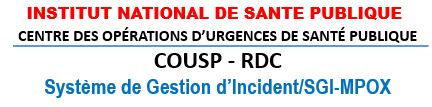 INSTITUT NATIONAL DE SANTE PUBLIQUE
CENTRE DES OPÉRATIONS D'URGENCES DE SANTÉ PUBLIQUE
COUSP - RDC
Système de Gestion d'Incident/SGI-MPOX